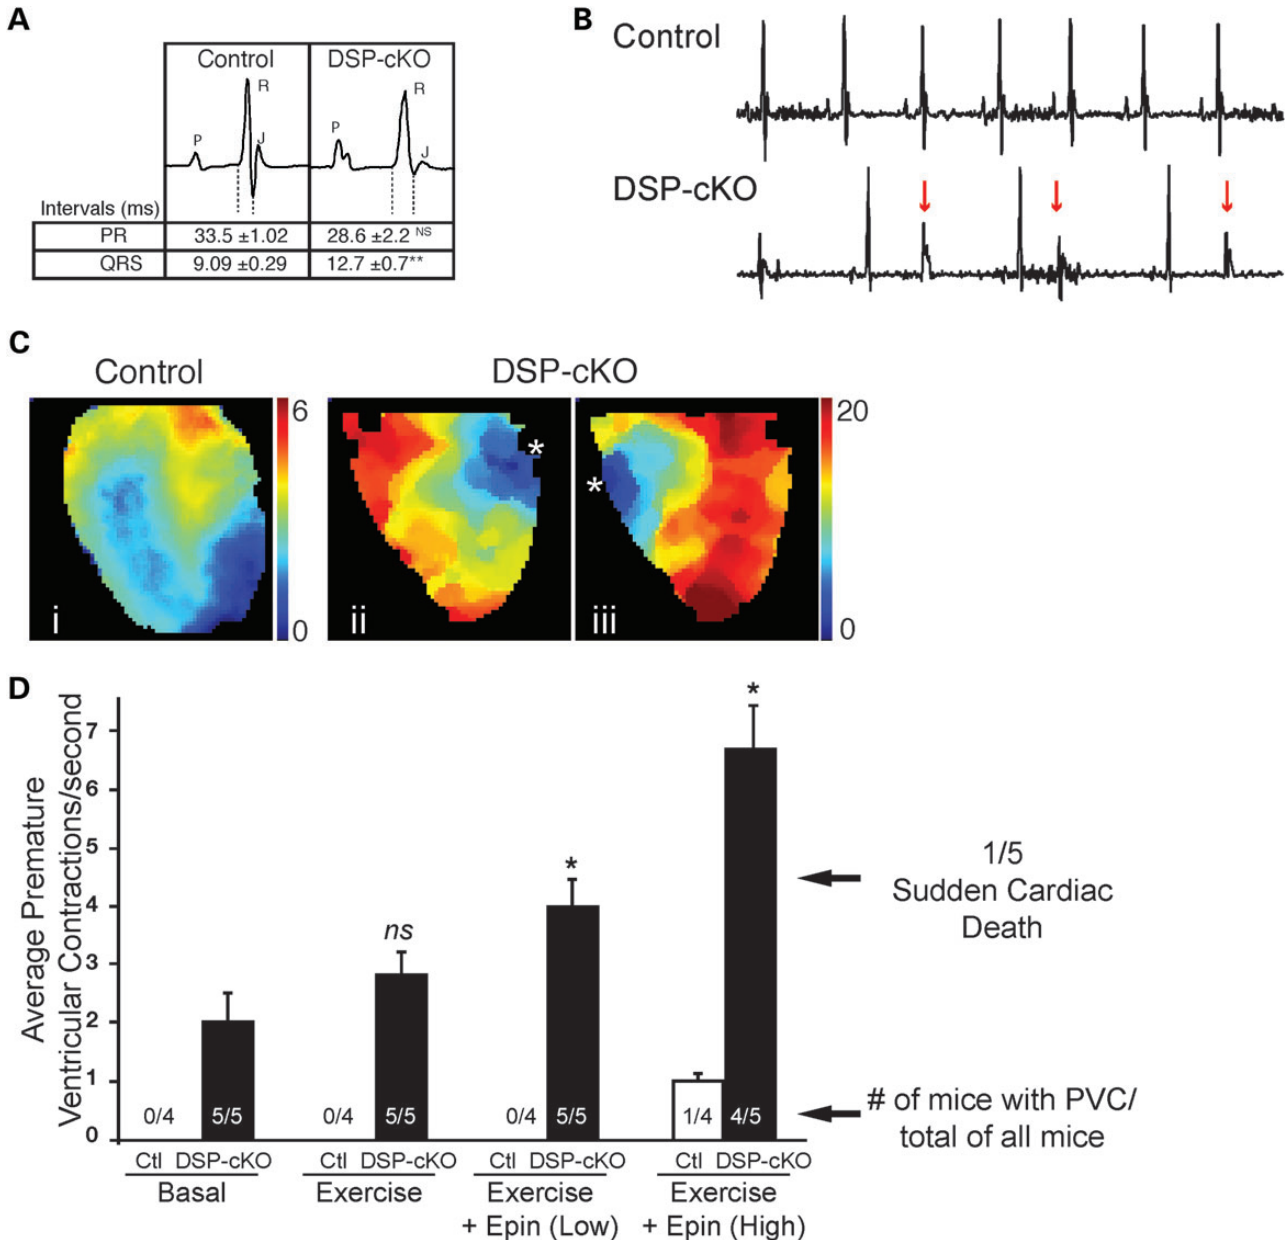 A
Control DSP-cKO
R R
P J P J
Intervals (ms)
PR 33.5 ±1.02 28.6 ±2.2 NS
QRS 9.09 ±0.29 12.7 ±0.7**
B
Control
DSP-cKO
C
Control DSP-cKO
6 * * 20
i 0 ii iii 0
D
Average Premature
Ventricular Contractions/second
7
6
5
4
3
2
1
0
ns * *
0/4 5/5 0/4 5/5 0/4 5/5 1/4 4/5
1/5
Sudden Cardiac
Death
# of mice with PVC/
total of all mice
Ctl DSP-cKO Ctl DSP-cKO Ctl DSP-cKO Ctl DSP-cKO
Basal Exercise Exercise Exercise
+ Epin (Low) + Epin (High)